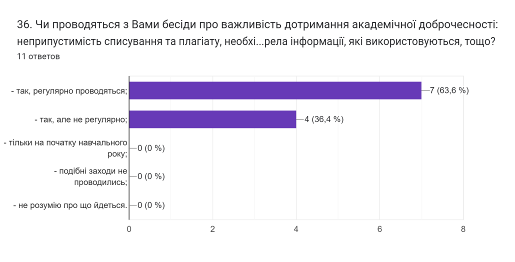 36. Чи проводяться з Вами бесіди про важливість дотримання академічної доброчесності:
неприпустимість списування та плагіату, необхі...рела інформації, які використовуються, тощо?
11 ответов
- так, регулярно проводяться;
7 (63,6 %)
- так, але не регулярно;
4 (36,4 %)
- тільки на початку навчального
року;
0 (0 %)
- подібні заходи не
проводились;
0 (0 %)
- не розумію про що йдеться.
0 (0 %)
0 2 4 6 8